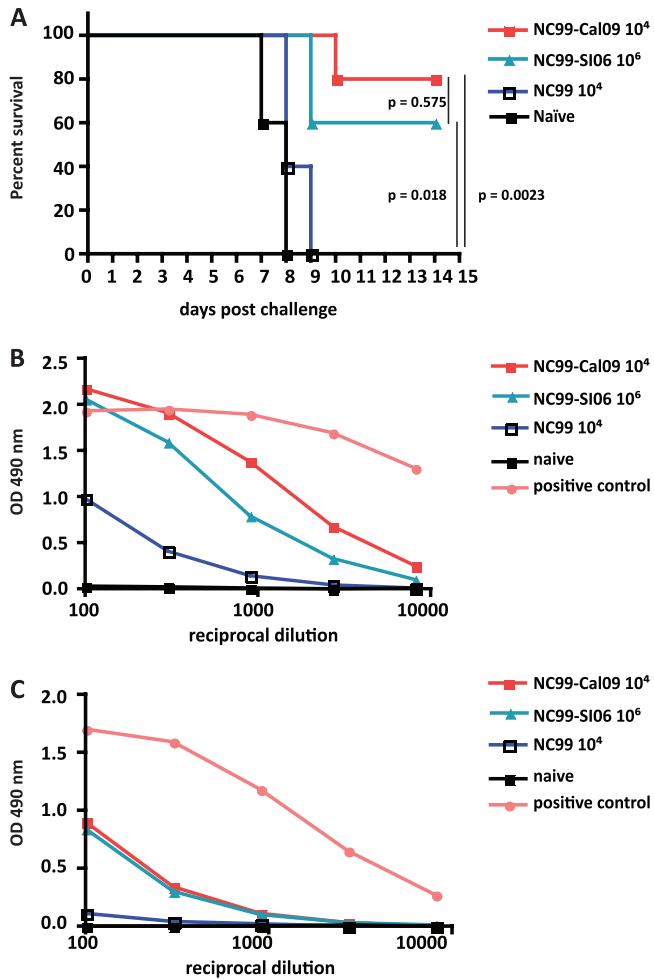 A
100
80
60
40
20
0
Percent survival
0 1 2 3 4 5 6 7 8 9 10 11 12 13 14 15
days post challenge
p = 0.575
p = 0.018
p = 0.0023
NC99-Cal09 10⁴
NC99-SI06 10⁶
NC99 10⁴
Naïve
B
2.5
2.0
1.5
1.0
0.5
0.0
OD 490 nm
100 1000 10000
reciprocal dilution
NC99-Cal09 10⁴
NC99-SI06 10⁶
NC99 10⁴
naive
positive control
C
2.0
1.5
1.0
0.5
0.0
OD 490 nm
100 1000 10000
reciprocal dilution
NC99-Cal09 10⁴
NC99-SI06 10⁶
NC99 10⁴
naive
positive control